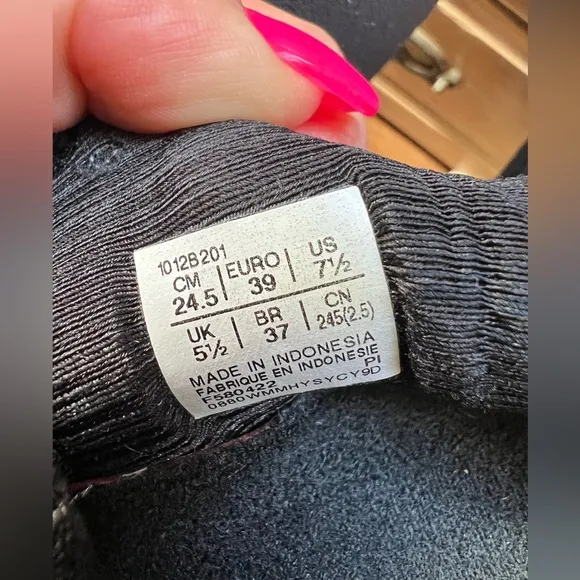 1012B201
CM EURO US
24.5 39 7½
UK BR CN
5½ 37 245(2.5)
MADE IN INDONESIA
FABRIQUE EN INDONESIE
F580422 PI
0660WMMHYSYCY9D